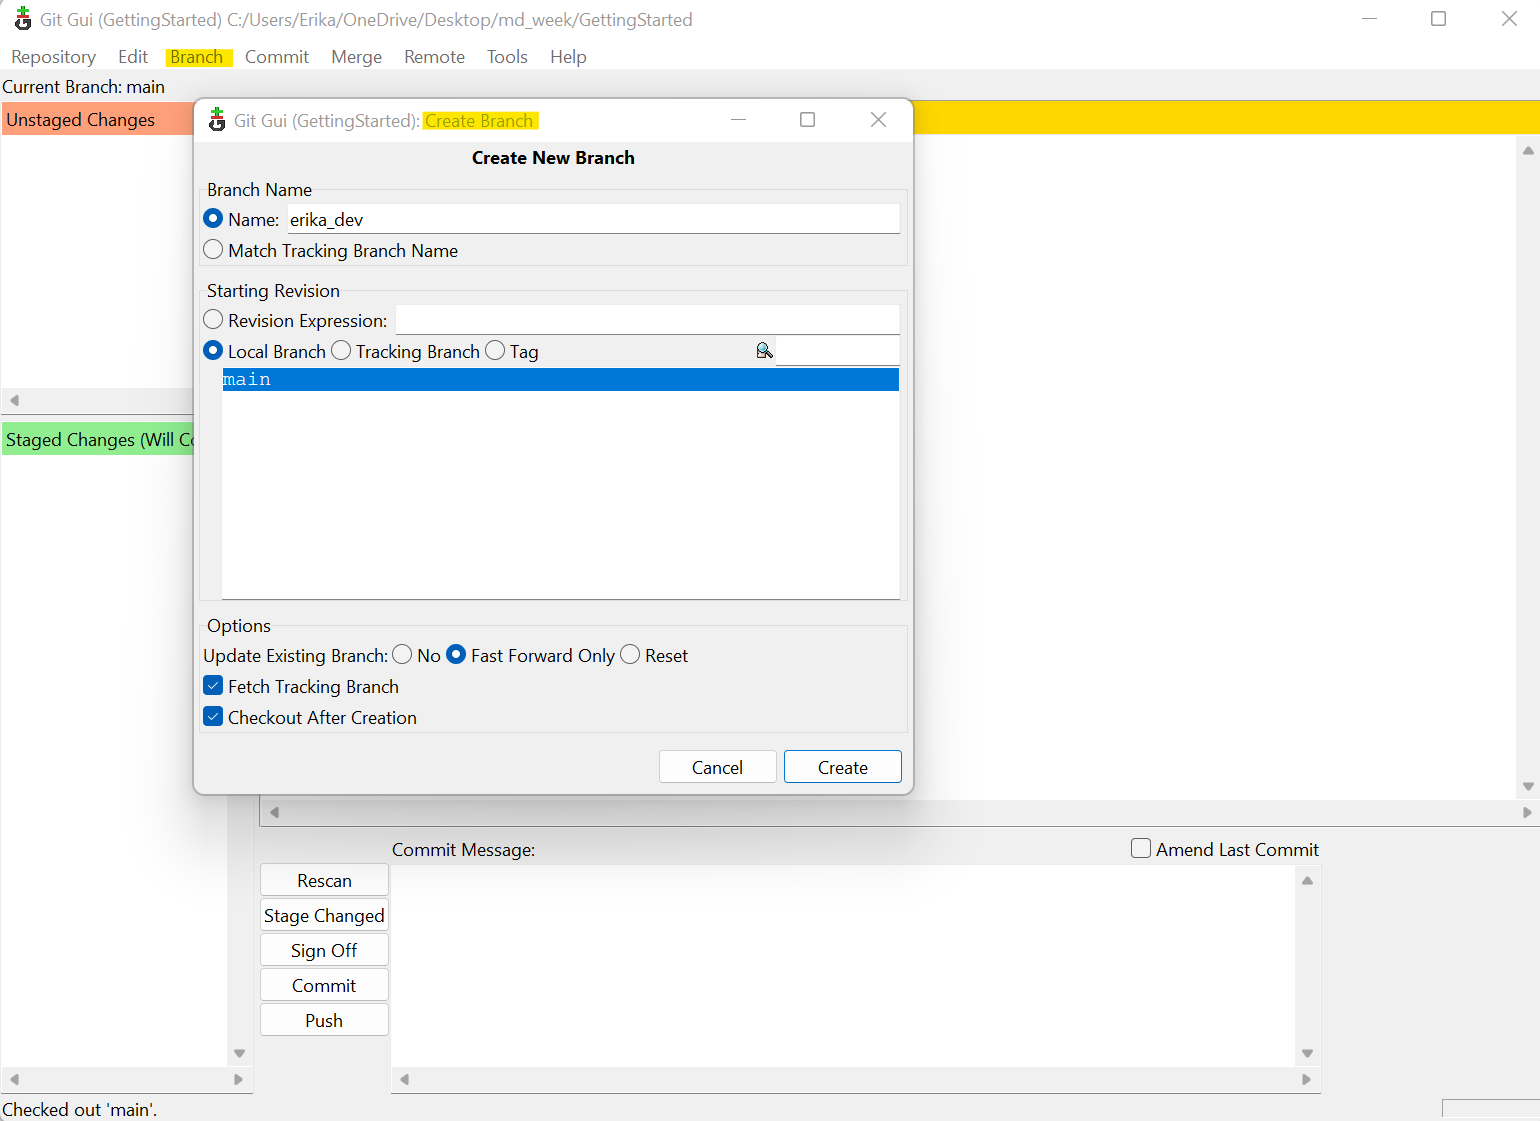 Git Gui (GettingStarted) C:/Users/Erika/OneDrive/Desktop/md_week/GettingStarted
Repository Edit Branch Commit Merge Remote Tools Help
Current Branch: main
Unstaged Changes
Git Gui (GettingStarted): Create Branch
Create New Branch
Branch Name
Name: erika_dev
Match Tracking Branch Name
Starting Revision
Revision Expression:
Local Branch Tracking Branch Tag
main
Staged Changes (Will Co
Options
Update Existing Branch: No Fast Forward Only Reset
Fetch Tracking Branch
Checkout After Creation
Cancel Create
Commit Message: Amend Last Commit
Rescan
Stage Changed
Sign Off
Commit
Push
Checked out 'main'.